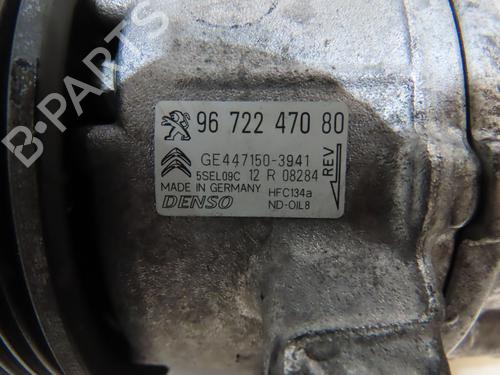 B-PARTS
96 722 470 80
GE447150-3941
5SEL09C 12 R 08284
MADE IN GERMANY HFC134a
DENSO ND-OIL8
REV